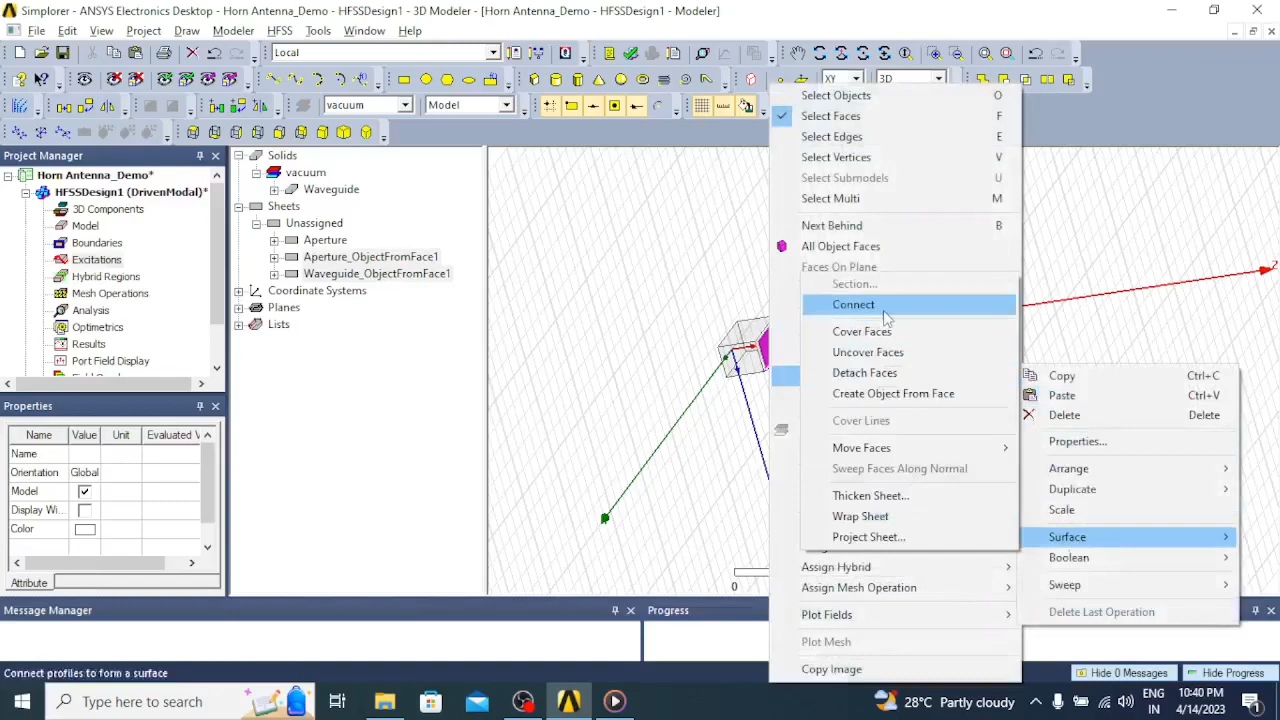 Simplorer - ANSYS Electronics Desktop - Horn Antenna_Demo - HFSSDesign1 - 3D Modeler - [Horn Antenna_Demo - HFSSDesign1 - Modeler]
File Edit View Project Draw Modeler HFSS Tools Window Help
Local
XY 3D
vacuum Model
Project Manager
Horn Antenna_Demo*
HFSSDesign1 (DrivenModal)*
3D Components
Model
Boundaries
Excitations
Hybrid Regions
Mesh Operations
Analysis
Optimetrics
Results
Port Field Display
Properties
Name Value Unit Evaluated V
Name
Orientation Global
Model
Display Wi
Color
Attribute
Solids
vacuum
Waveguide
Sheets
Unassigned
Aperture
Aperture_ObjectFromFace1
Waveguide_ObjectFromFace1
Coordinate Systems
Planes
Lists
Z
0
Select Objects O
Select Faces F
Select Edges E
Select Vertices V
Select Submodels U
Select Multi M
Next Behind B
All Object Faces
Faces On Plane
Section...
Connect
Cover Faces
Uncover Faces
Detach Faces
Create Object From Face
Cover Lines
Move Faces
Sweep Faces Along Normal
Thicken Sheet...
Wrap Sheet
Project Sheet...
Assign Hybrid
Assign Mesh Operation
Plot Fields
Plot Mesh
Copy Image
Copy Ctrl+C
Paste Ctrl+V
Delete Delete
Properties...
Arrange
Duplicate
Scale
Surface
Boolean
Sweep
Delete Last Operation
Message Manager
Progress
Connect profiles to form a surface
Hide 0 Messages Hide Progress
Type here to search
28°C Partly cloudy
ENG
IN
10:40 PM
4/14/2023
1